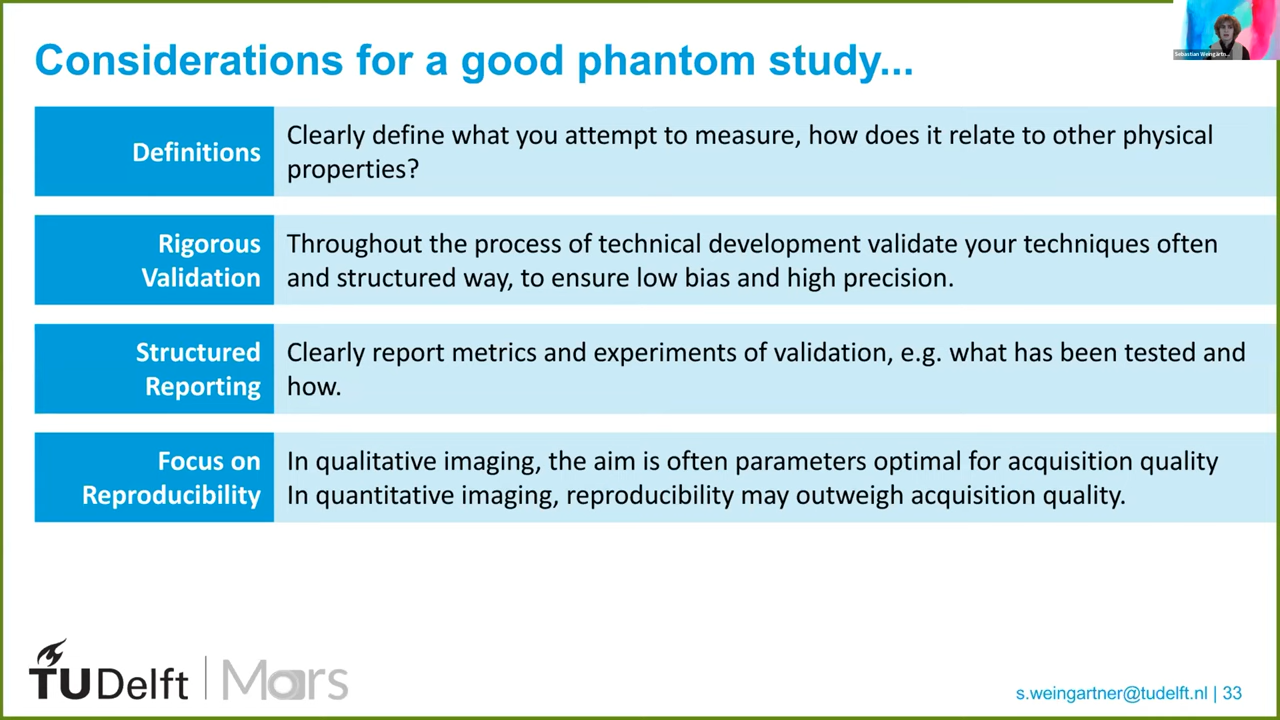 Considerations for a good phantom study...
Sebastian Weingärtn...
Definitions
Clearly define what you attempt to measure, how does it relate to other physical
properties?
Rigorous
Validation
Throughout the process of technical development validate your techniques often
and structured way, to ensure low bias and high precision.
Structured
Reporting
Clearly report metrics and experiments of validation, e.g. what has been tested and
how.
Focus on
Reproducibility
In qualitative imaging, the aim is often parameters optimal for acquisition quality
In quantitative imaging, reproducibility may outweigh acquisition quality.
TUDelft
Mars
s.weingartner@tudelft.nl | 33